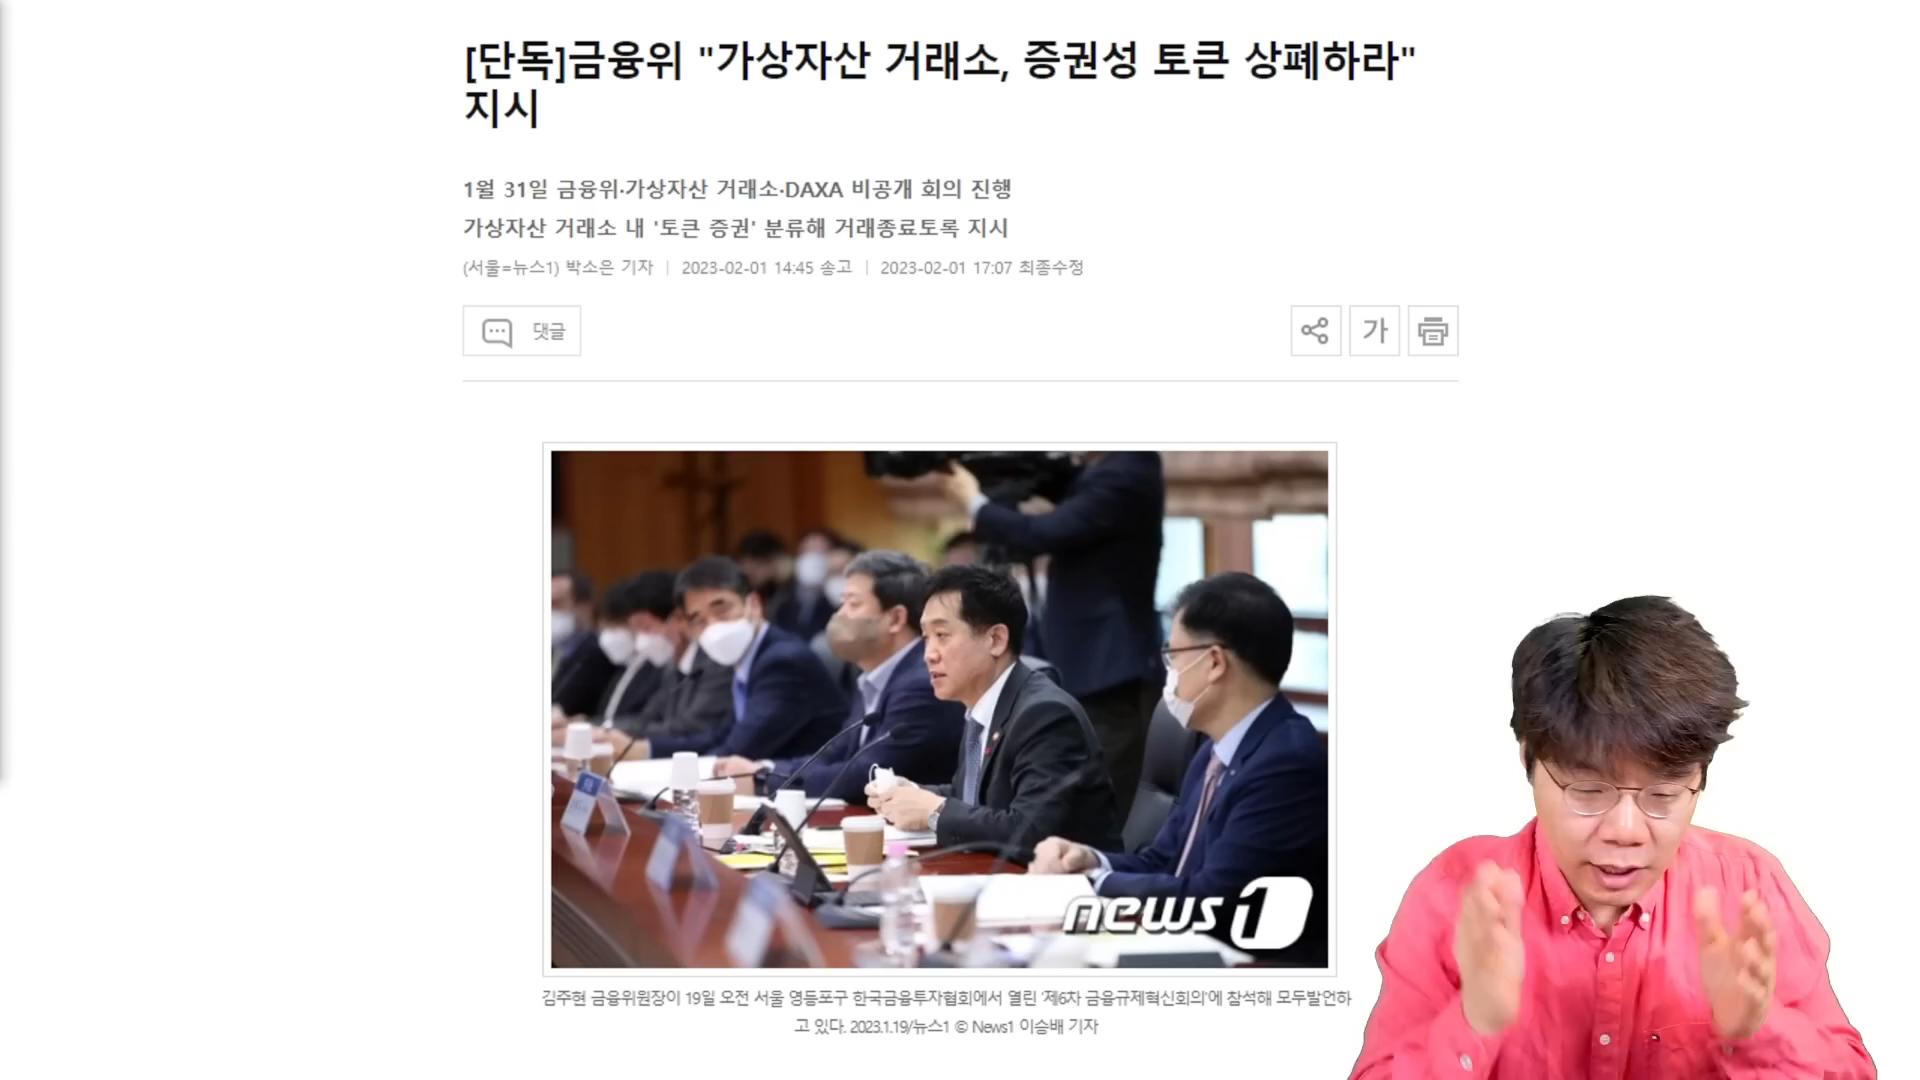 [단독]금융위 "가상자산 거래소, 증권성 토큰 상폐하라"
지시
1월 31일 금융위·가상자산 거래소·DAXA 비공개 회의 진행
가상자산 거래소 내 '토큰 증권' 분류해 거래종료토록 지시
(서울=뉴스1) 박소은 기자 | 2023-02-01 14:45 송고 | 2023-02-01 17:07 최종수정
댓글
가
news1
김주현 금융위원장이 19일 오전 서울 영등포구 한국금융투자협회에서 열린 '제6차 금융규제혁신회의'에 참석해 모두발언하
고 있다. 2023.1.19/뉴스1 © News1 이승배 기자